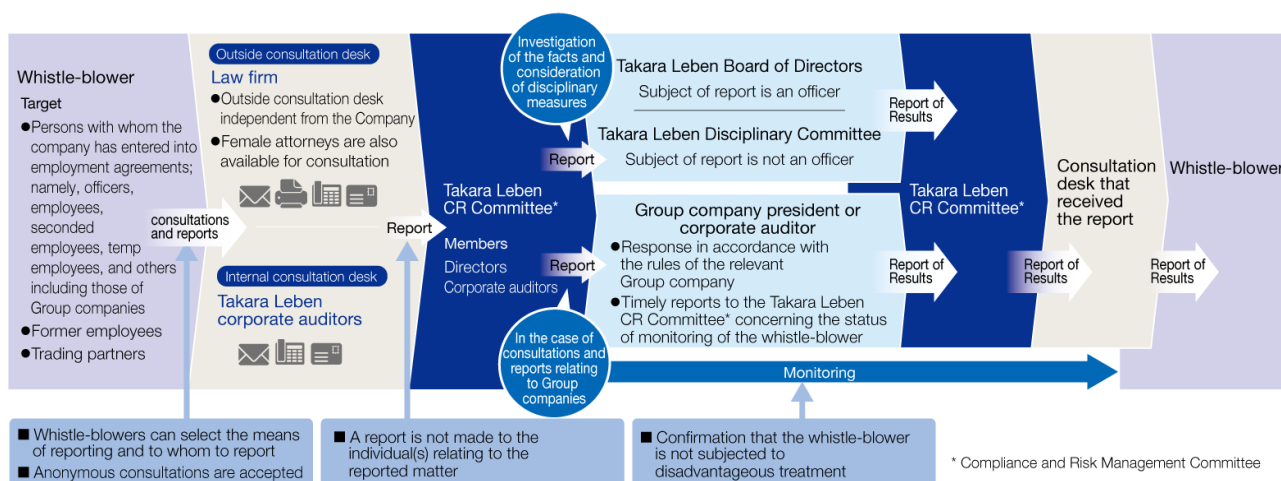 Whistle-blower
Target
●Persons with whom the
company has entered into
employment agreements;
namely, officers,
employees,
seconded
employees, temp
employees, and others
including those of
Group companies
●Former employees
●Trading partners
consultations
and reports
Outside consultation desk
Law firm
●Outside consultation desk
independent from the Company
●Female attorneys are also
available for consultation
Internal consultation desk
Takara Leben
corporate auditors
Report
Takara Leben
CR Committee*
Members
Directors
Corporate auditors
Investigation
of the facts and
consideration
of disciplinary
measures
Report
Report
In the case of
consultations and
reports relating
to Group
companies
Takara Leben Board of Directors
Subject of report is an officer
Takara Leben Disciplinary Committee
Subject of report is not an officer
Group company president or
corporate auditor
●Response in accordance with
the rules of the relevant
Group company
●Timely reports to the Takara Leben
CR Committee* concerning the status
of monitoring of the whistle-blower
Report of
Results
Report of
Results
Takara Leben
CR Committee*
Report of
Results
Consultation
desk that
received
the report
Report of
Results
Whistle-blower
Monitoring
■ Whistle-blowers can select the means
of reporting and to whom to report
■ Anonymous consultations are accepted
■ A report is not made to the
individual(s) relating to the
reported matter
■ Confirmation that the whistle-blower
is not subjected to
disadvantageous treatment
* Compliance and Risk Management Committee